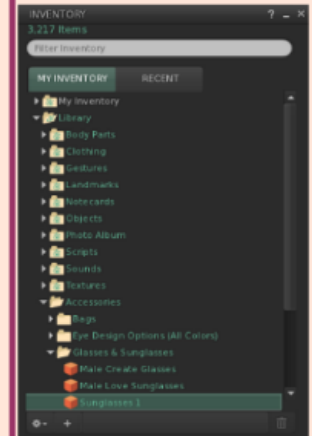 INVENTORY ? _ ×
3,217 Items
Filter Inventory
MY INVENTORY RECENT
My Inventory
Library
Body Parts
Clothing
Gestures
Landmarks
Notecards
Objects
Photo Album
Scripts
Sounds
Textures
Accessories
Bags
Eye Design Options (All Colors)
Glasses & Sunglasses
Male Create Glasses
Male Love Sunglasses
Sunglasses 1